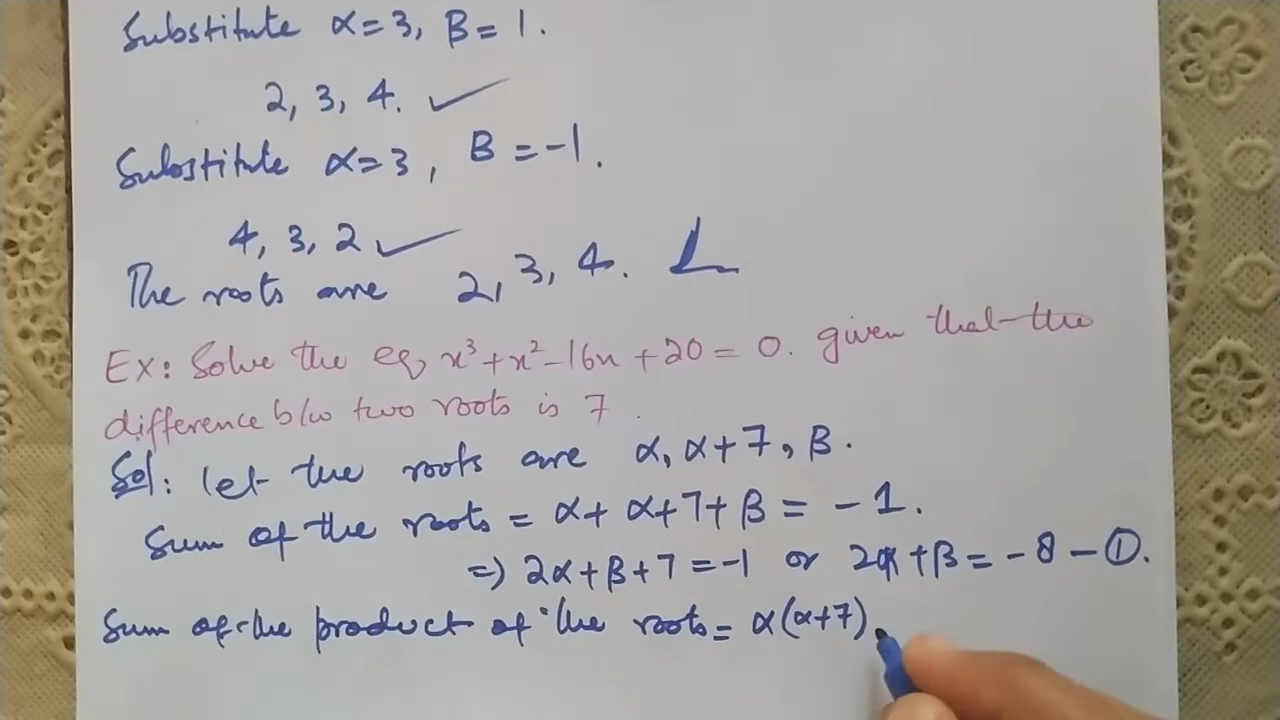 Substitute α=3, β=1.
2, 3, 4. ✓
Substitute α=3, β=-1.
4, 3, 2 ✓
The roots are 2, 3, 4.
Ex: Solve the eq x³+x²-16x+20=0. given that the
difference b/w two roots is 7.
Sol: let the roots are α, α+7, β.
Sum of the roots = α+ α+7+β = -1.
=) 2α+β+7=-1 or 2α+β=-8 -①.
Sum of the product of the roots= α(α+7)